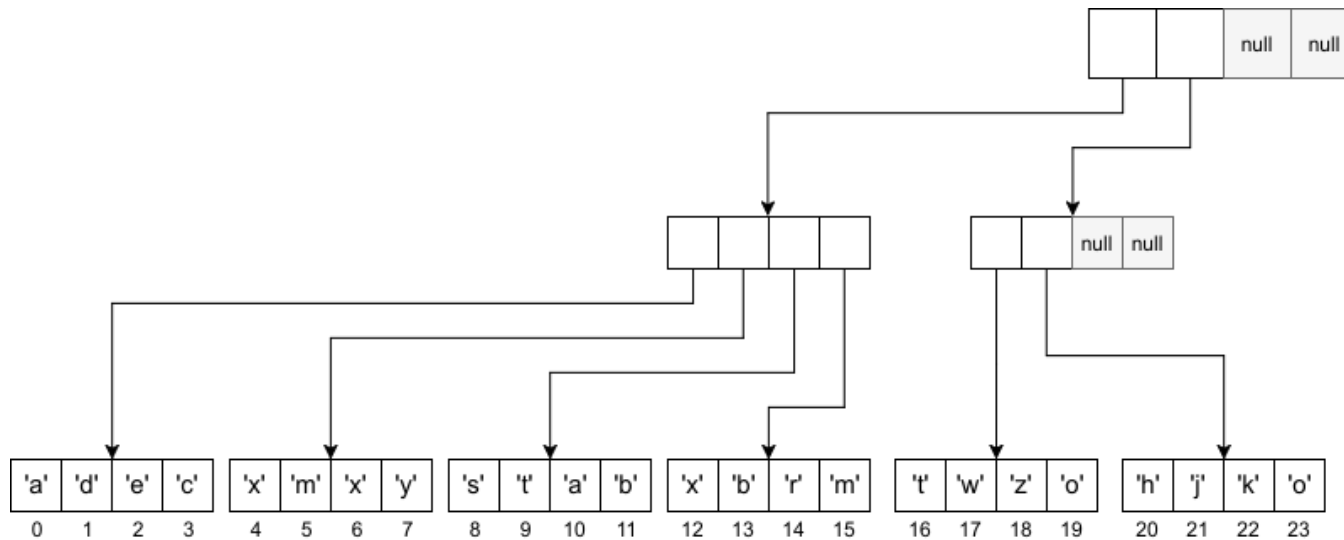 null null
null null
'a' 'd' 'e' 'c' 'x' 'm' 'x' 'y' 's' 't' 'a' 'b' 'x' 'b' 'r' 'm' 't' 'w' 'z' 'o' 'h' 'j' 'k' 'o'
0 1 2 3 4 5 6 7 8 9 10 11 12 13 14 15 16 17 18 19 20 21 22 23